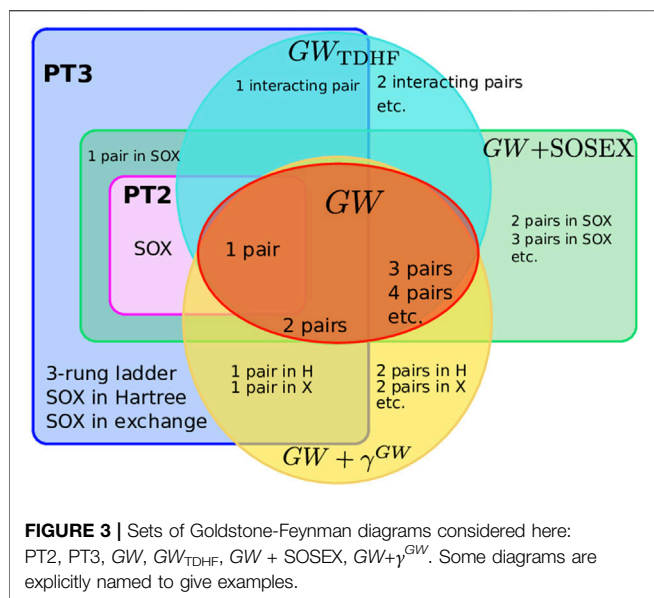 GW_TDHF
PT3
1 interacting pair
2 interacting pairs
etc.
1 pair in SOX
GW+SOSEX
PT2
GW
SOX
1 pair
2 pairs in SOX
3 pairs in SOX
etc.
3 pairs
4 pairs
etc.
2 pairs
3-rung ladder
SOX in Hartree
SOX in exchange
1 pair in H
1 pair in X
2 pairs in H
2 pairs in X
etc.
GW + γ^GW
FIGURE 3 | Sets of Goldstone-Feynman diagrams considered here:
PT2, PT3, GW, GW_TDHF, GW + SOSEX, GW+γ^GW. Some diagrams are
explicitly named to give examples.